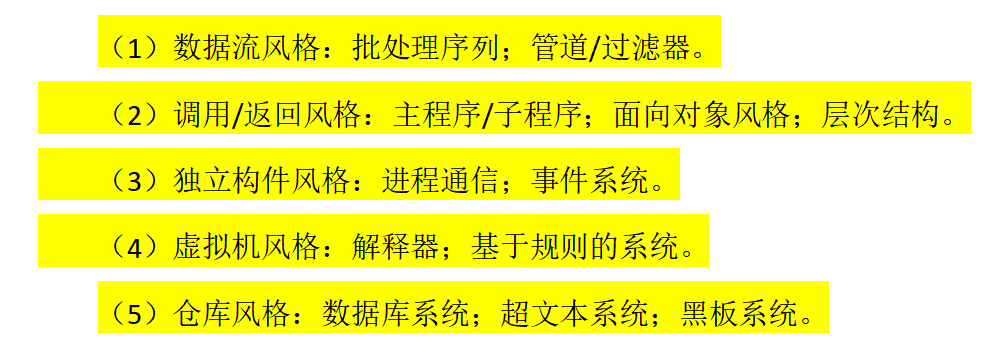 （1）数据流风格：批处理序列；管道/过滤器。
（2）调用/返回风格：主程序/子程序；面向对象风格；层次结构。
（3）独立构件风格：进程通信；事件系统。
（4）虚拟机风格：解释器；基于规则的系统。
（5）仓库风格：数据库系统；超文本系统；黑板系统。